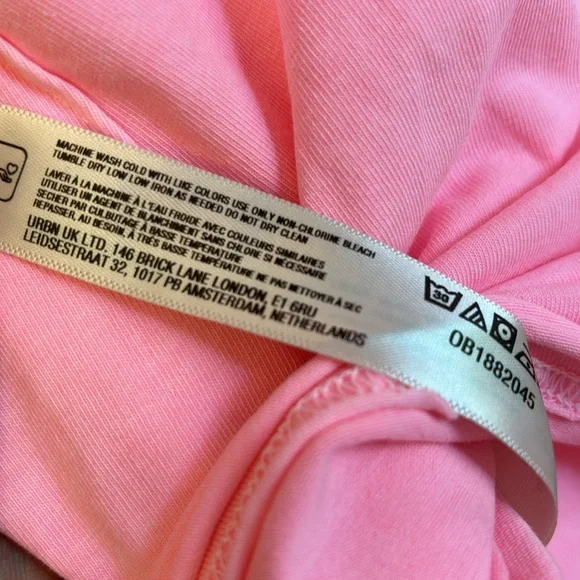 MACHINE WASH COLD WITH LIKE COLORS USE ONLY NON-CHLORINE BLEACH
TUMBLE DRY LOW LOW IRON AS NEEDED DO NOT DRY CLEAN
LAVER À LA MACHINE À L'EAU FROIDE AVEC COULEURS SIMILAIRES
UTILISER UN AGENT DE BLANCHIMENT SANS CHLORE SI NÉCESSAIRE
SÉCHER PAR CULBUTAGE À BASSE TEMPÉRATURE
REPASSER, AU BESOIN, À TRÈS BASSE TEMPÉRATURE NE PAS NETTOYER À SEC
URBN UK LTD. 146 BRICK LANE LONDON, E1 6RU
LEIDSESTRAAT 32, 1017 PB AMSTERDAM, NETHERLANDS
30
OB1882045